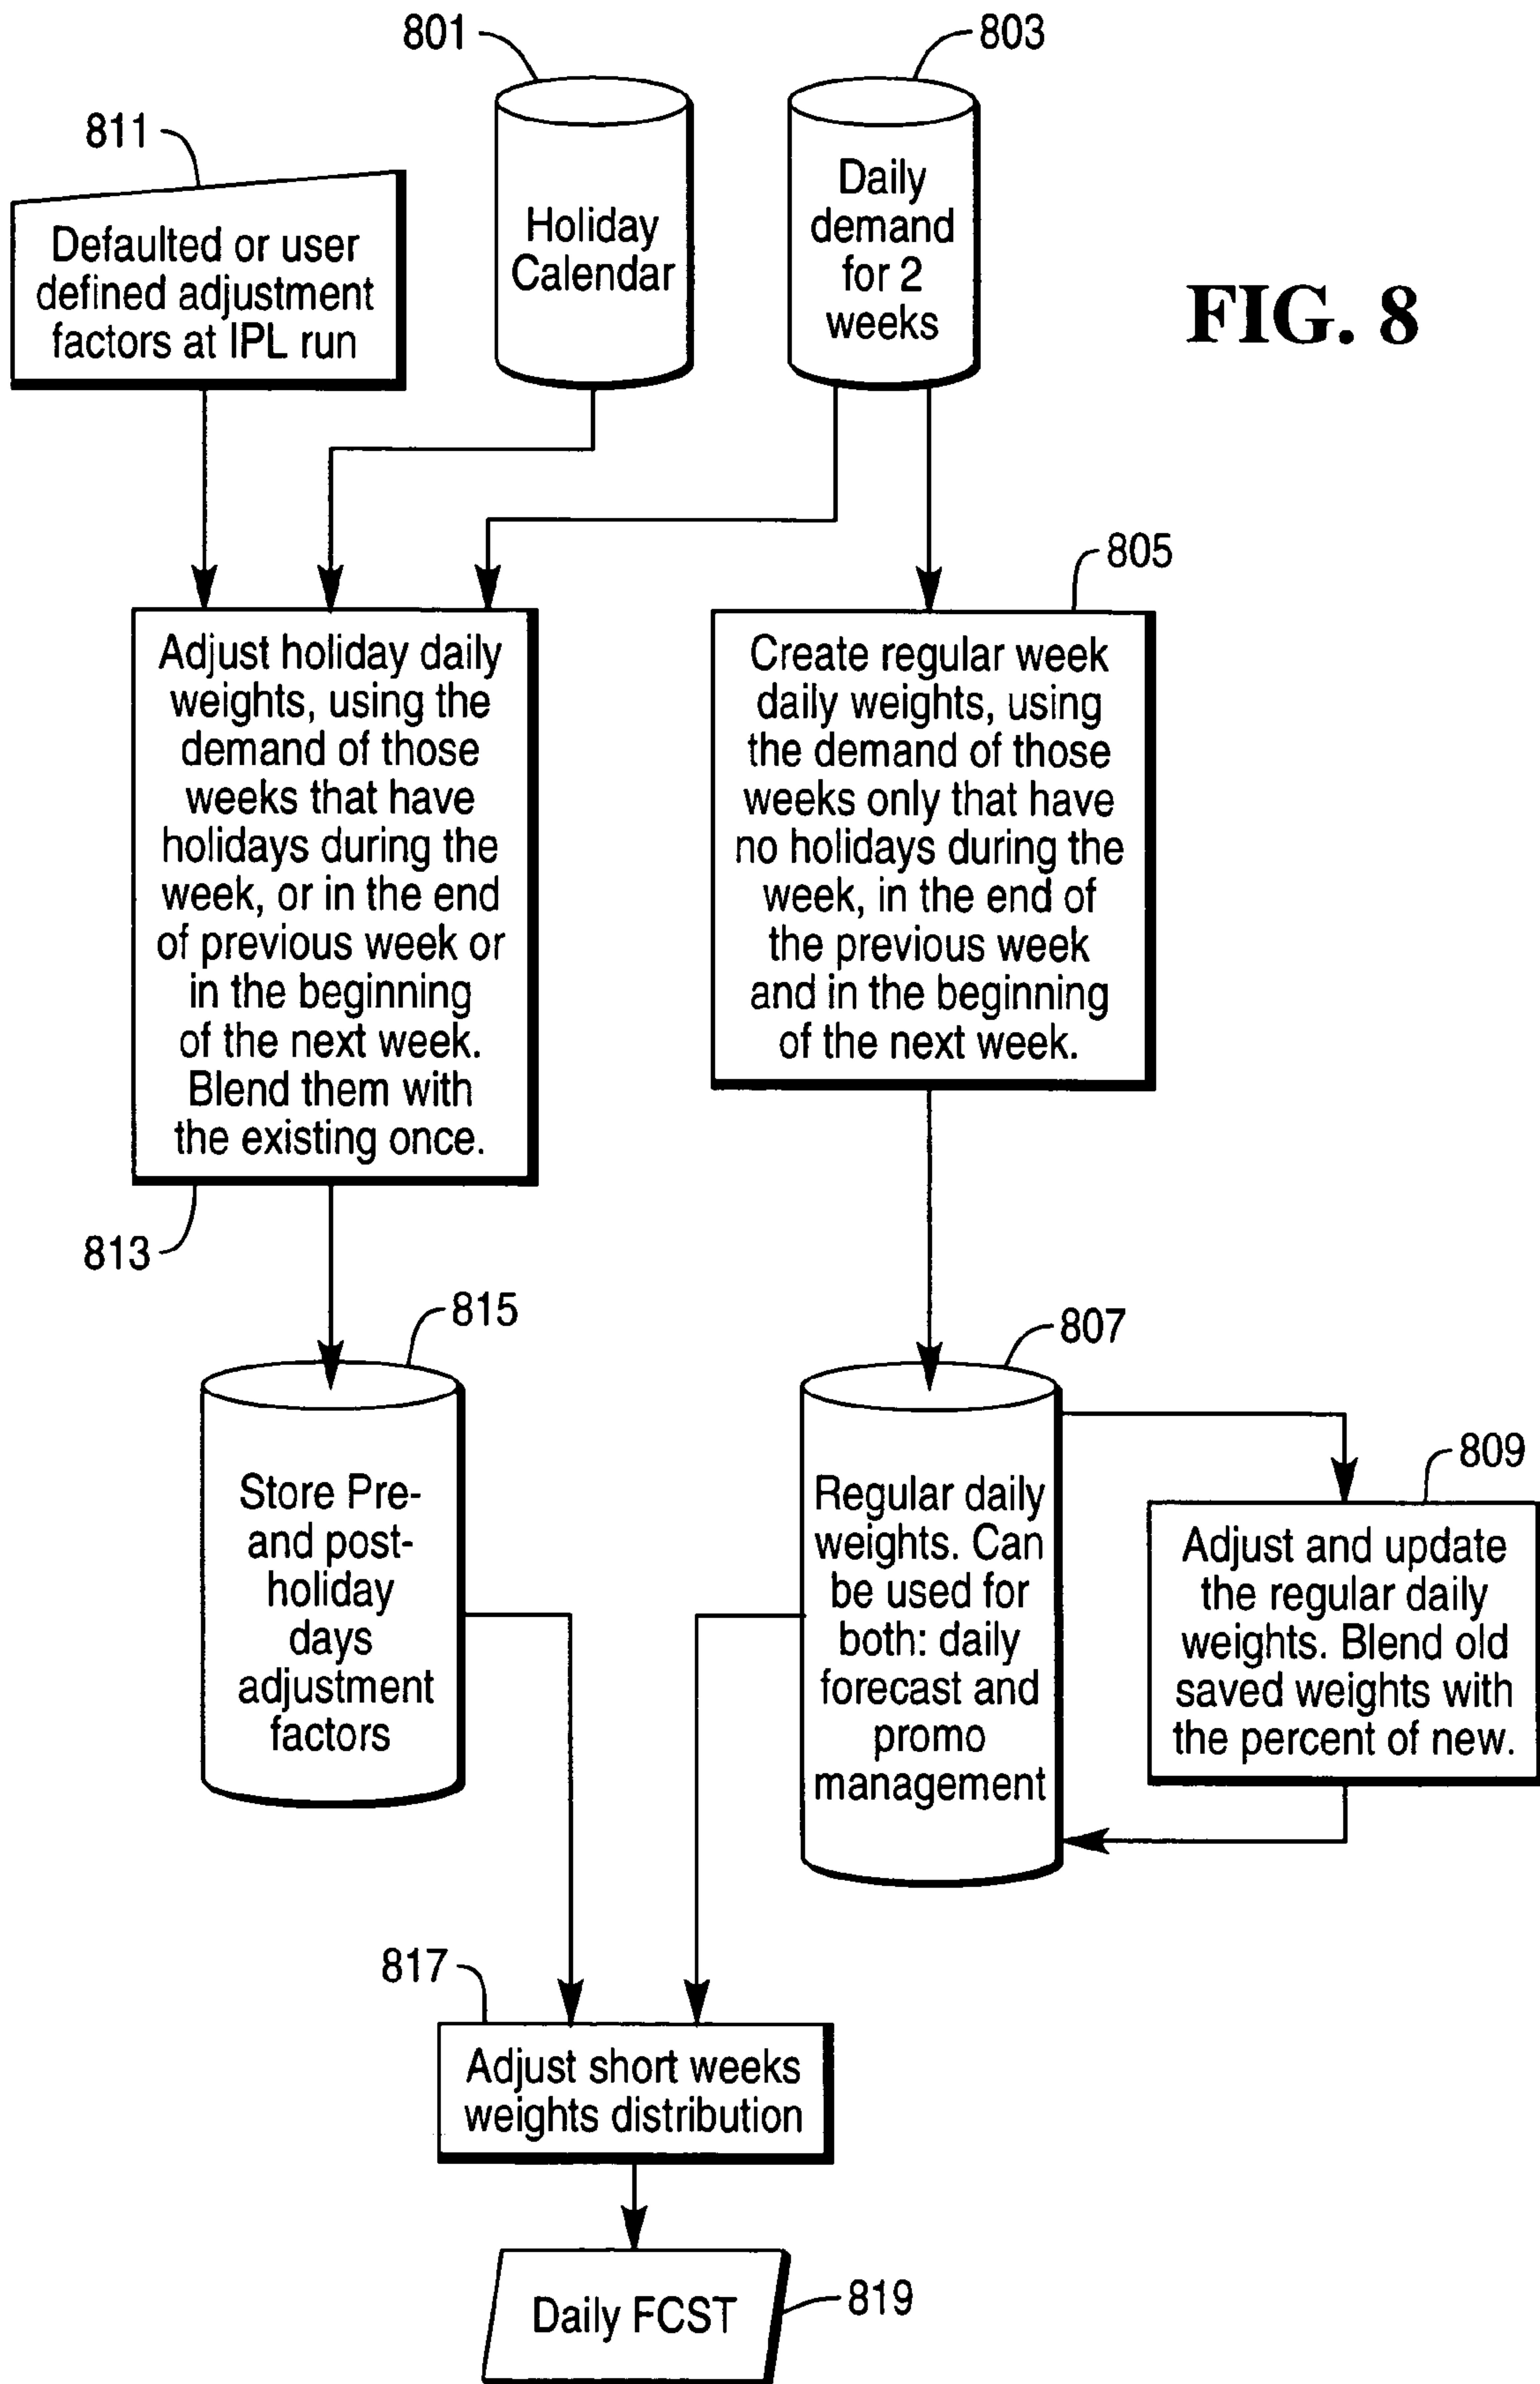 801
803
811
Defaulted or user
defined adjustment
factors at IPL run
Holiday
Calendar
Daily
demand
for 2
weeks
FIG. 8
805
Adjust holiday daily
weights, using the
demand of those
weeks that have
holidays during the
week, or in the end
of previous week or
in the beginning
of the next week.
Blend them with
the existing once.
Create regular week
daily weights, using
the demand of those
weeks only that have
no holidays during the
week, in the end of
the previous week
and in the beginning
of the next week.
813
815
807
809
Store Pre-
and post-
holiday
days
adjustment
factors
Regular daily
weights. Can
be used for
both: daily
forecast and
promo
management
Adjust and update
the regular daily
weights. Blend old
saved weights with
the percent of new.
817
Adjust short weeks
weights distribution
Daily FCST
819